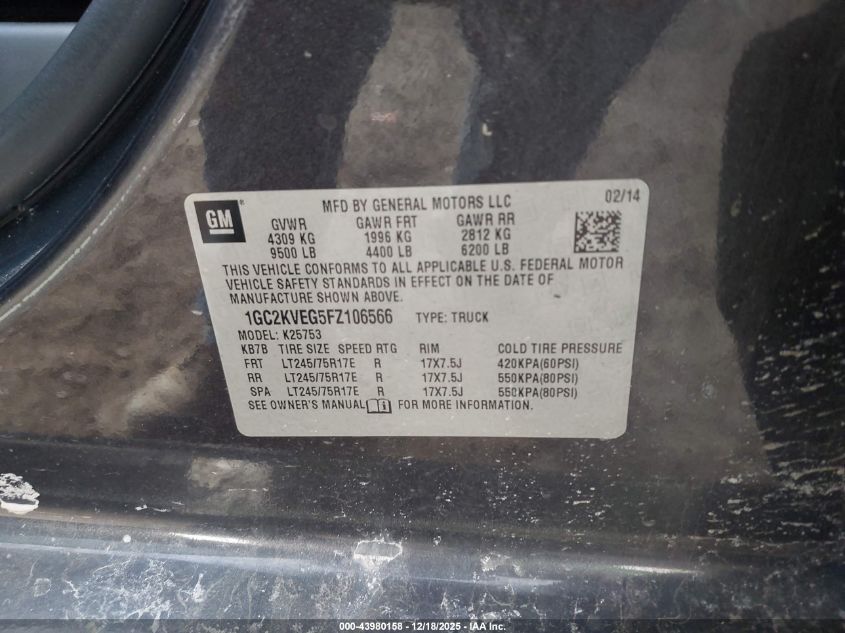 GM ®
MFD BY GENERAL MOTORS LLC 02/14
GVWR GAWR FRT GAWR RR
4309 KG 1996 KG 2812 KG
9500 LB 4400 LB 6200 LB
THIS VEHICLE CONFORMS TO ALL APPLICABLE U.S. FEDERAL MOTOR
VEHICLE SAFETY STANDARDS IN EFFECT ON THE DATE OF
MANUFACTURE SHOWN ABOVE.
1GC2KVEG5FZ106566 TYPE: TRUCK
MODEL: K25753
KB7B TIRE SIZE SPEED RTG RIM COLD TIRE PRESSURE
FRT LT245/75R17E R 17X7.5J 420KPA(60PSI)
RR LT245/75R17E R 17X7.5J 550KPA(80PSI)
SPA LT245/75R17E R 17X7.5J 550KPA(80PSI)
SEE OWNER'S MANUAL FOR MORE INFORMATION.
000-43980158 - 12/18/2025 - IAA Inc.